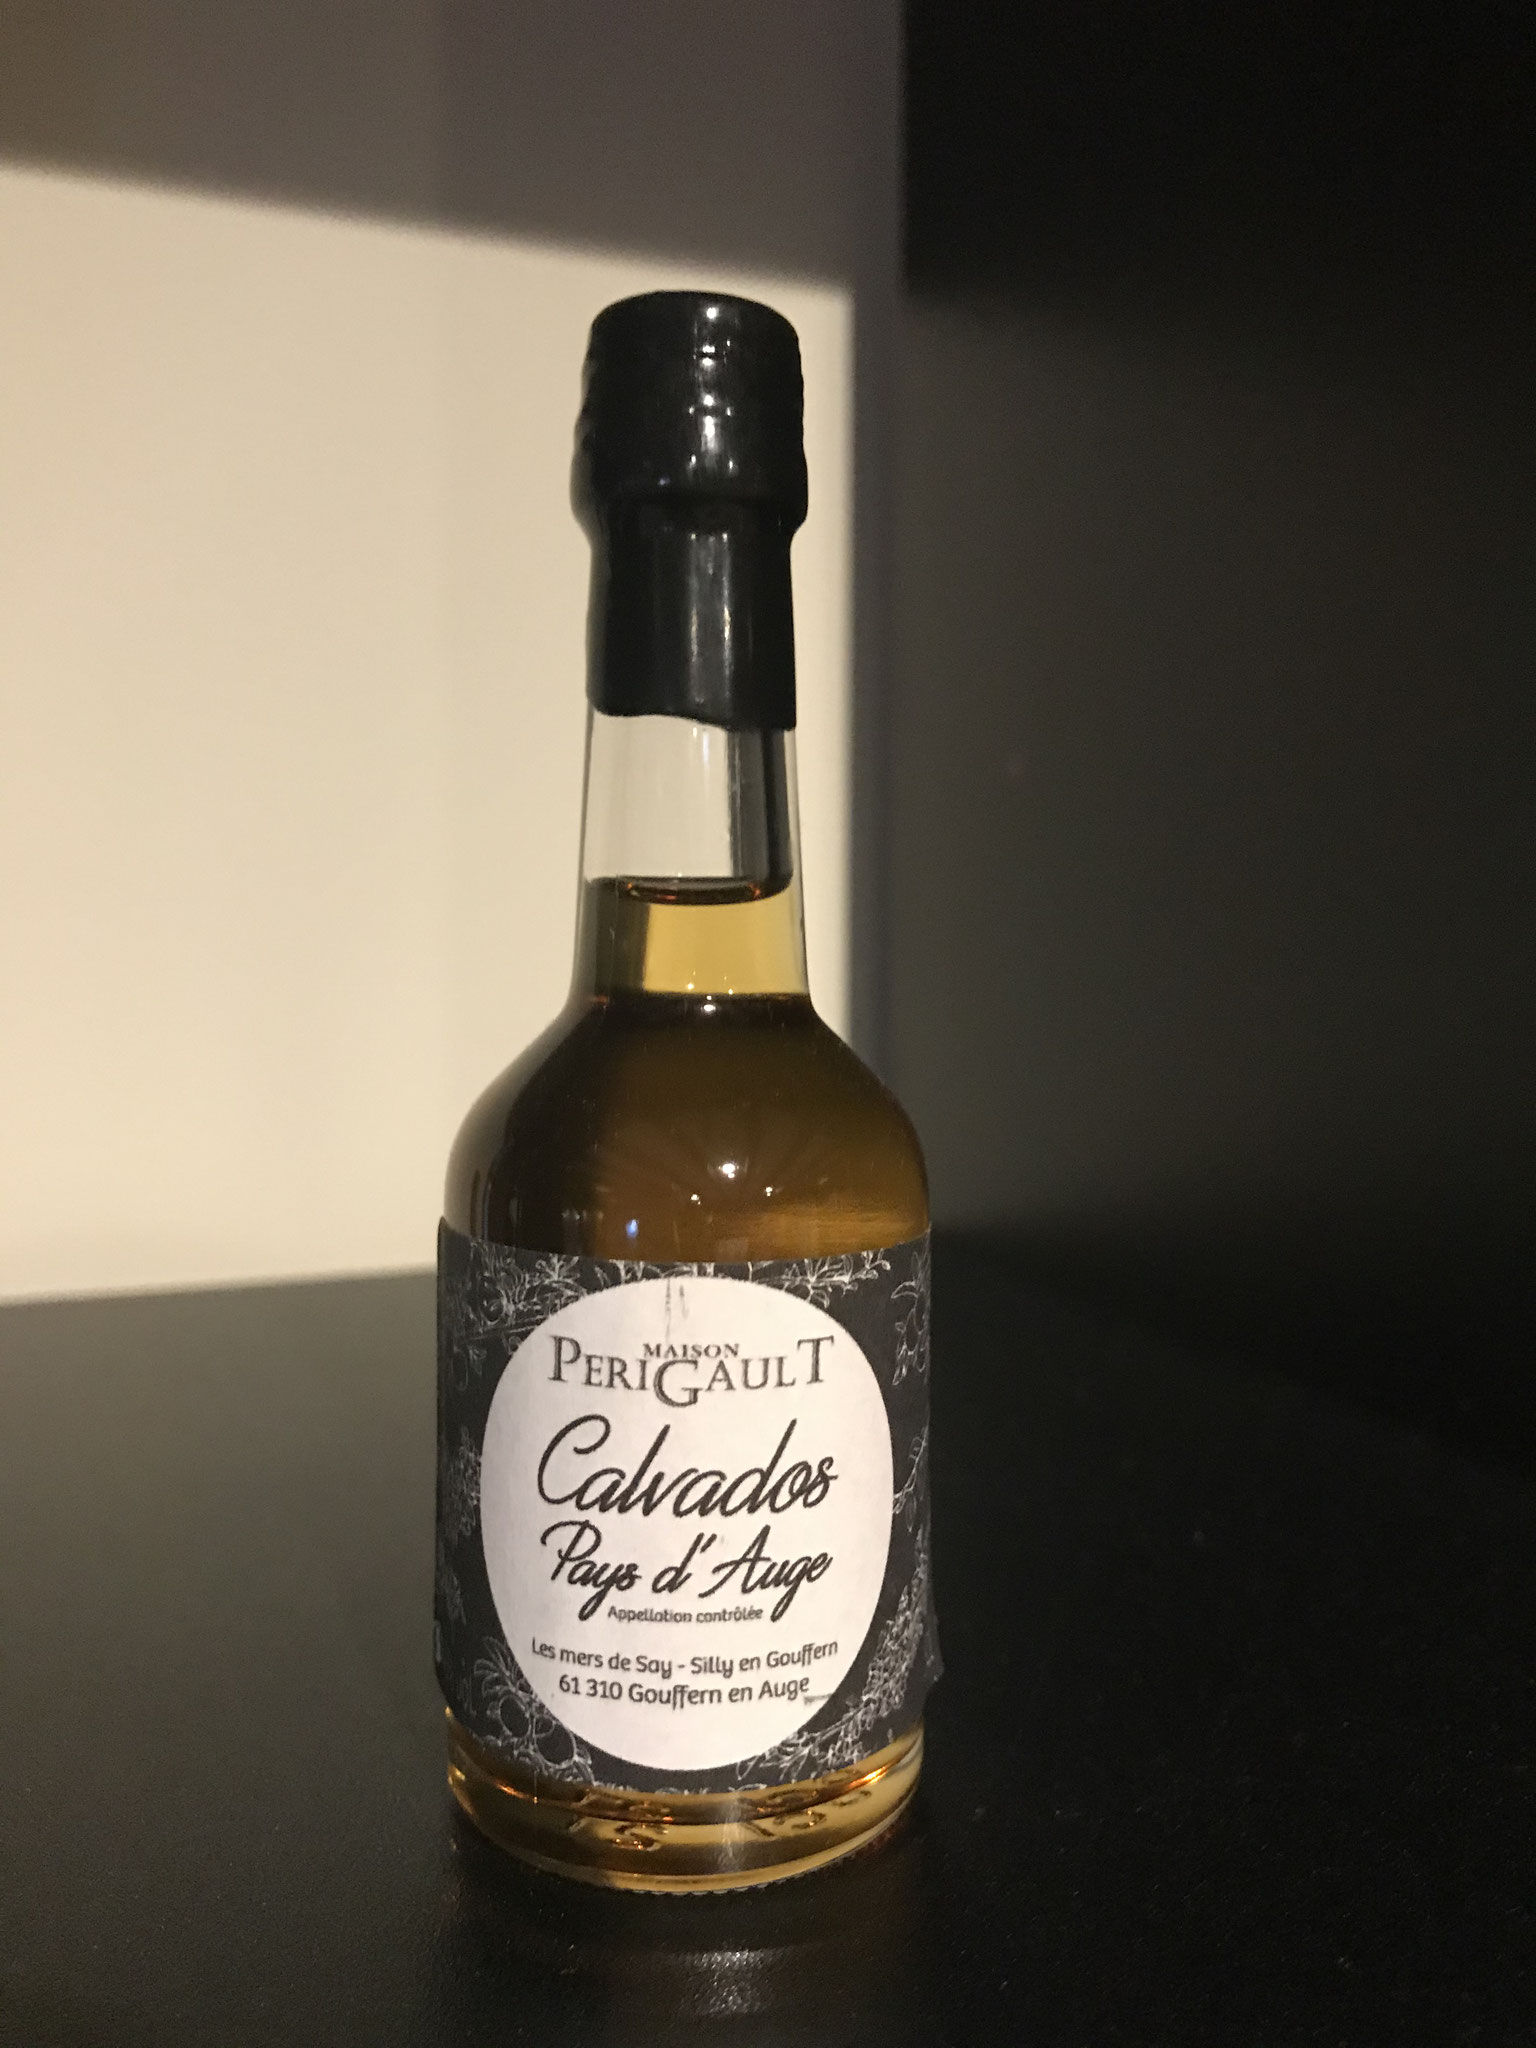 MAISON
PERIGAULT
Calvados
Pays d'Auge
Appellation contrôlée
Les mers de Say - Silly en Gouffern
61 310 Gouffern en Auge